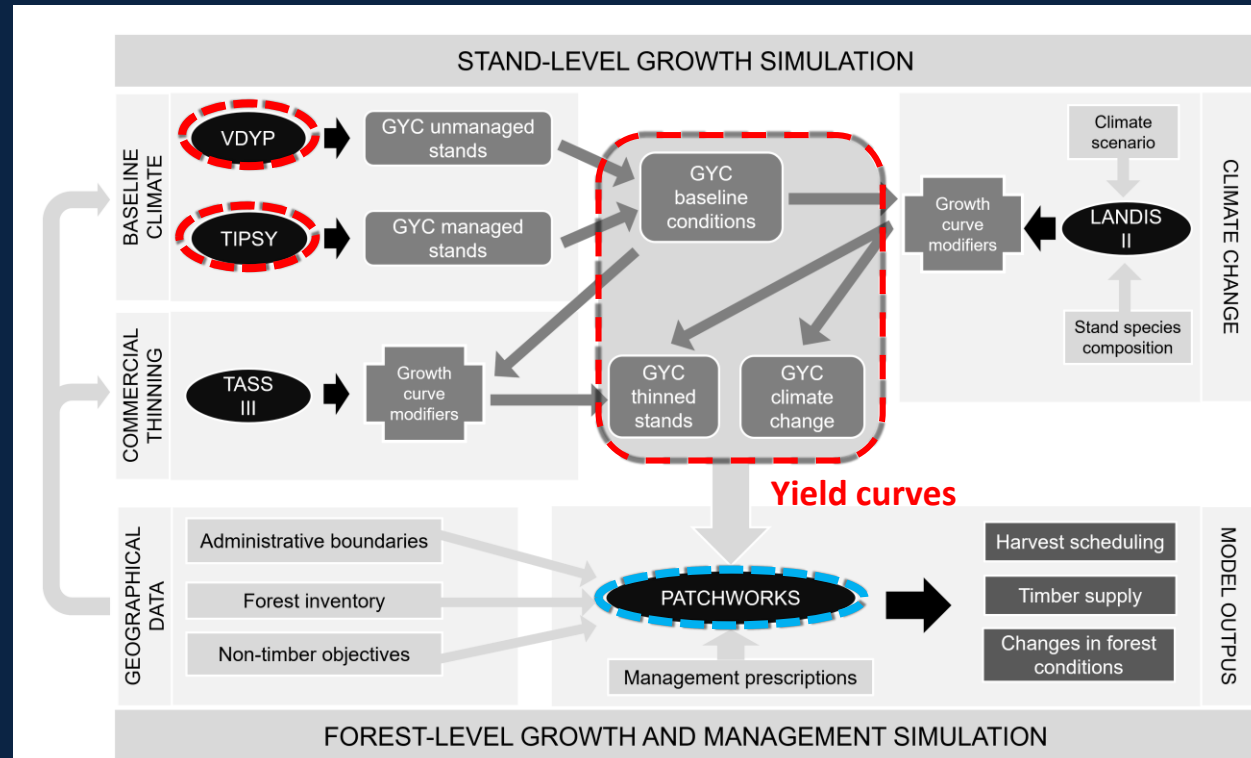 STAND-LEVEL GROWTH SIMULATION
BASELINE
CLIMATE
VDYP
GYC unmanaged
stands
TIPSY
GYC managed
stands
GYC
baseline
conditions
Growth
curve
modifiers
Climate
scenario
LANDIS
II
Stand species
composition
CLIMATE CHANGE
COMMERCIAL
THINNING
TASS
III
Growth
curve
modifiers
GYC
thinned
stands
GYC
climate
change
Yield curves
GEOGRAPHICAL
DATA
Administrative boundaries
Forest inventory
Non-timber objectives
PATCHWORKS
Management prescriptions
Harvest scheduling
Timber supply
Changes in forest
conditions
MODEL OUTPUS
FOREST-LEVEL GROWTH AND MANAGEMENT SIMULATION